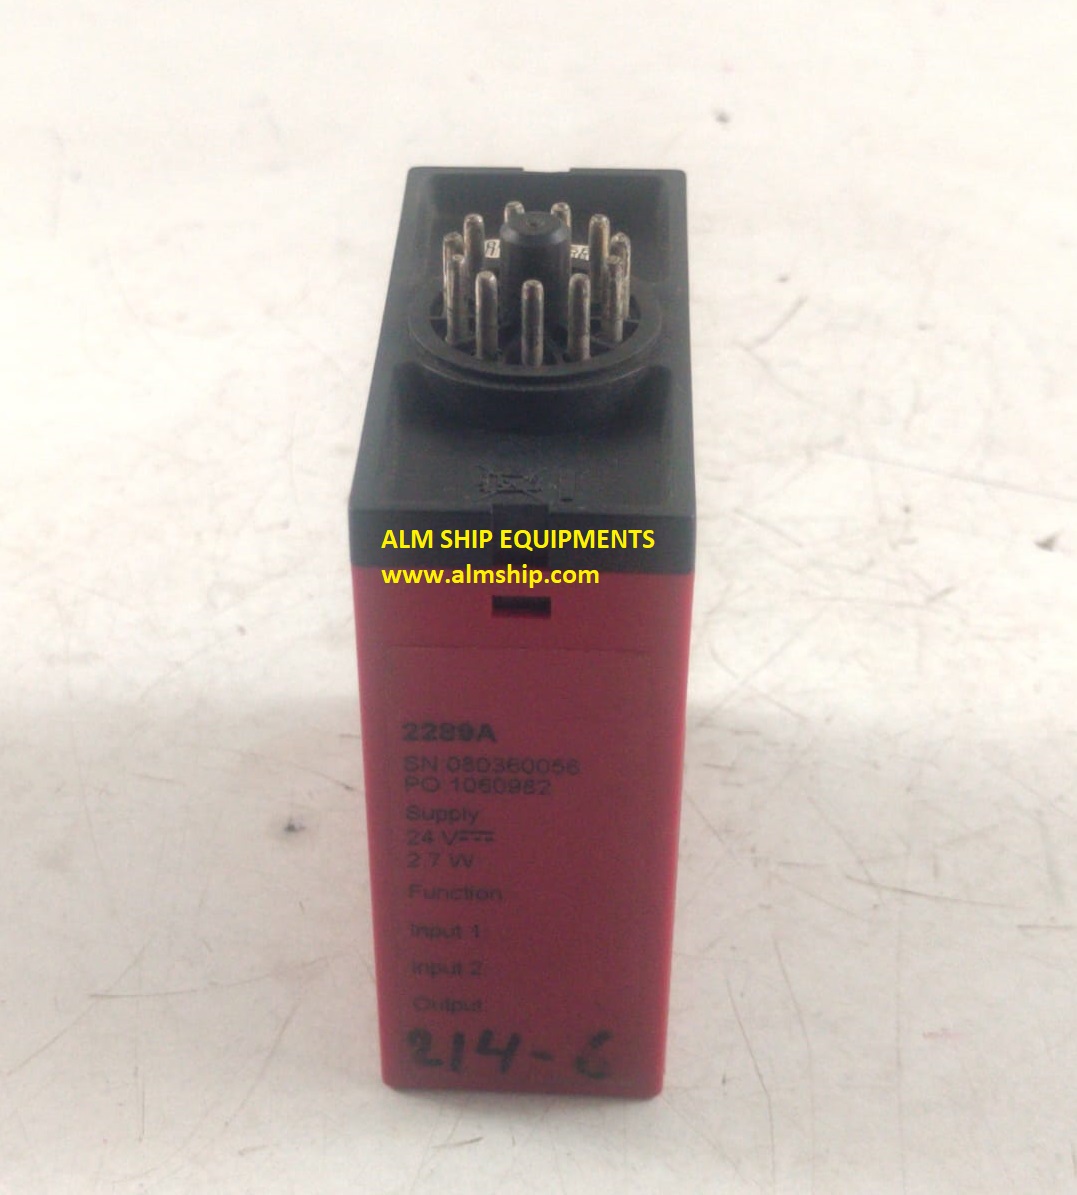 ALM SHIP EQUIPMENTS
www.almship.com
2289A
SN:080360056
PO:1060982
Supply
24 V
2.7 W
Function
Input 1
Input 2
Output
214-6